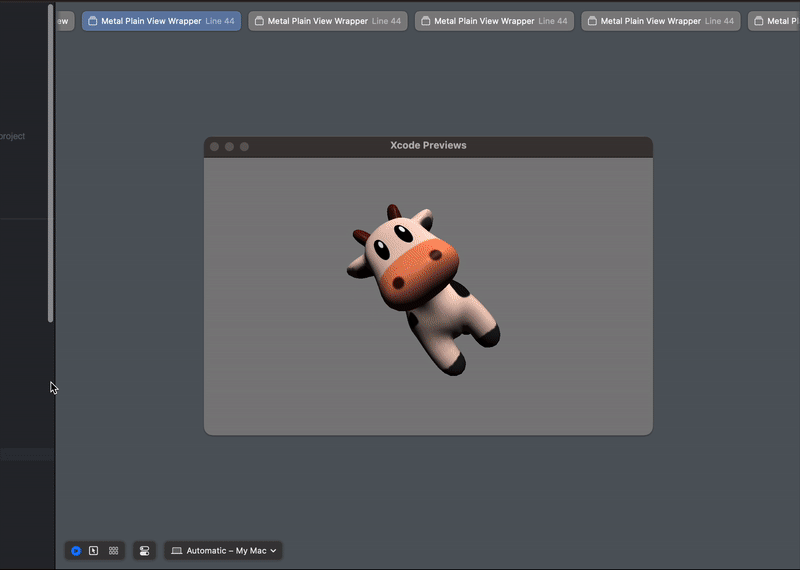 ew
Metal Plain View Wrapper Line 44
Metal Plain View Wrapper Line 44
Metal Plain View Wrapper Line 44
Metal Plain View Wrapper Line 44
Metal Pl
project
Xcode Previews
Automatic – My Mac